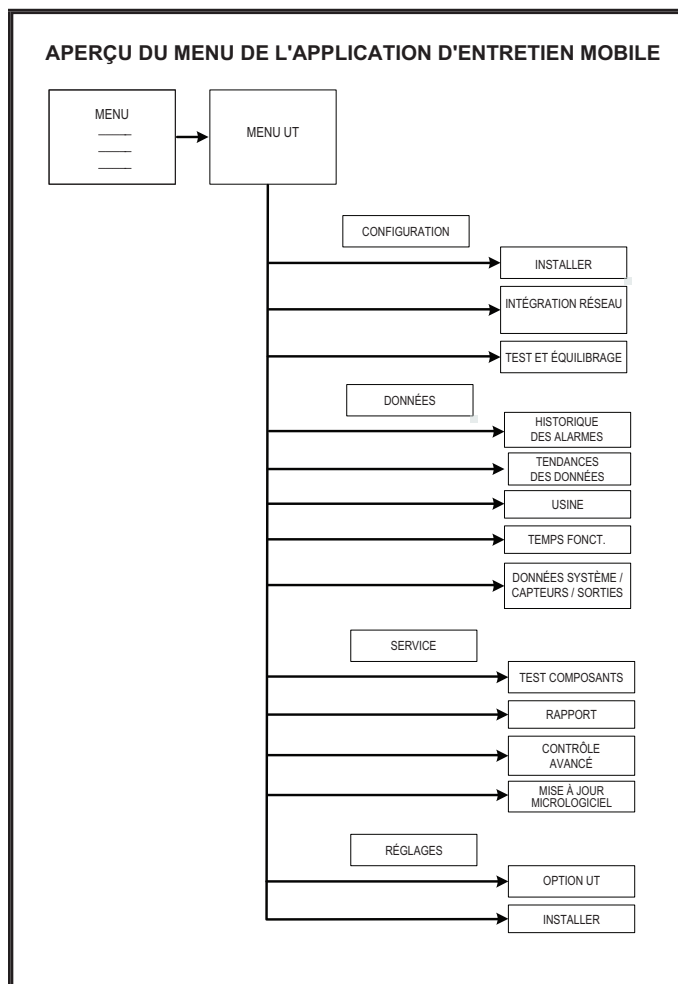 APERÇU DU MENU DE L'APPLICATION D'ENTRETIEN MOBILE
MENU
MENU UT
CONFIGURATION
INSTALLER
INTÉGRATION RÉSEAU
TEST ET ÉQUILIBRAGE
DONNÉES
HISTORIQUE
DES ALARMES
TENDANCES
DES DONNÉES
USINE
TEMPS FONCT.
DONNÉES SYSTÈME /
CAPTEURS / SORTIES
SERVICE
TEST COMPOSANTS
RAPPORT
CONTRÔLE
AVANCÉ
MISE À JOUR
MICROLOGICIEL
RÉGLAGES
OPTION UT
INSTALLER